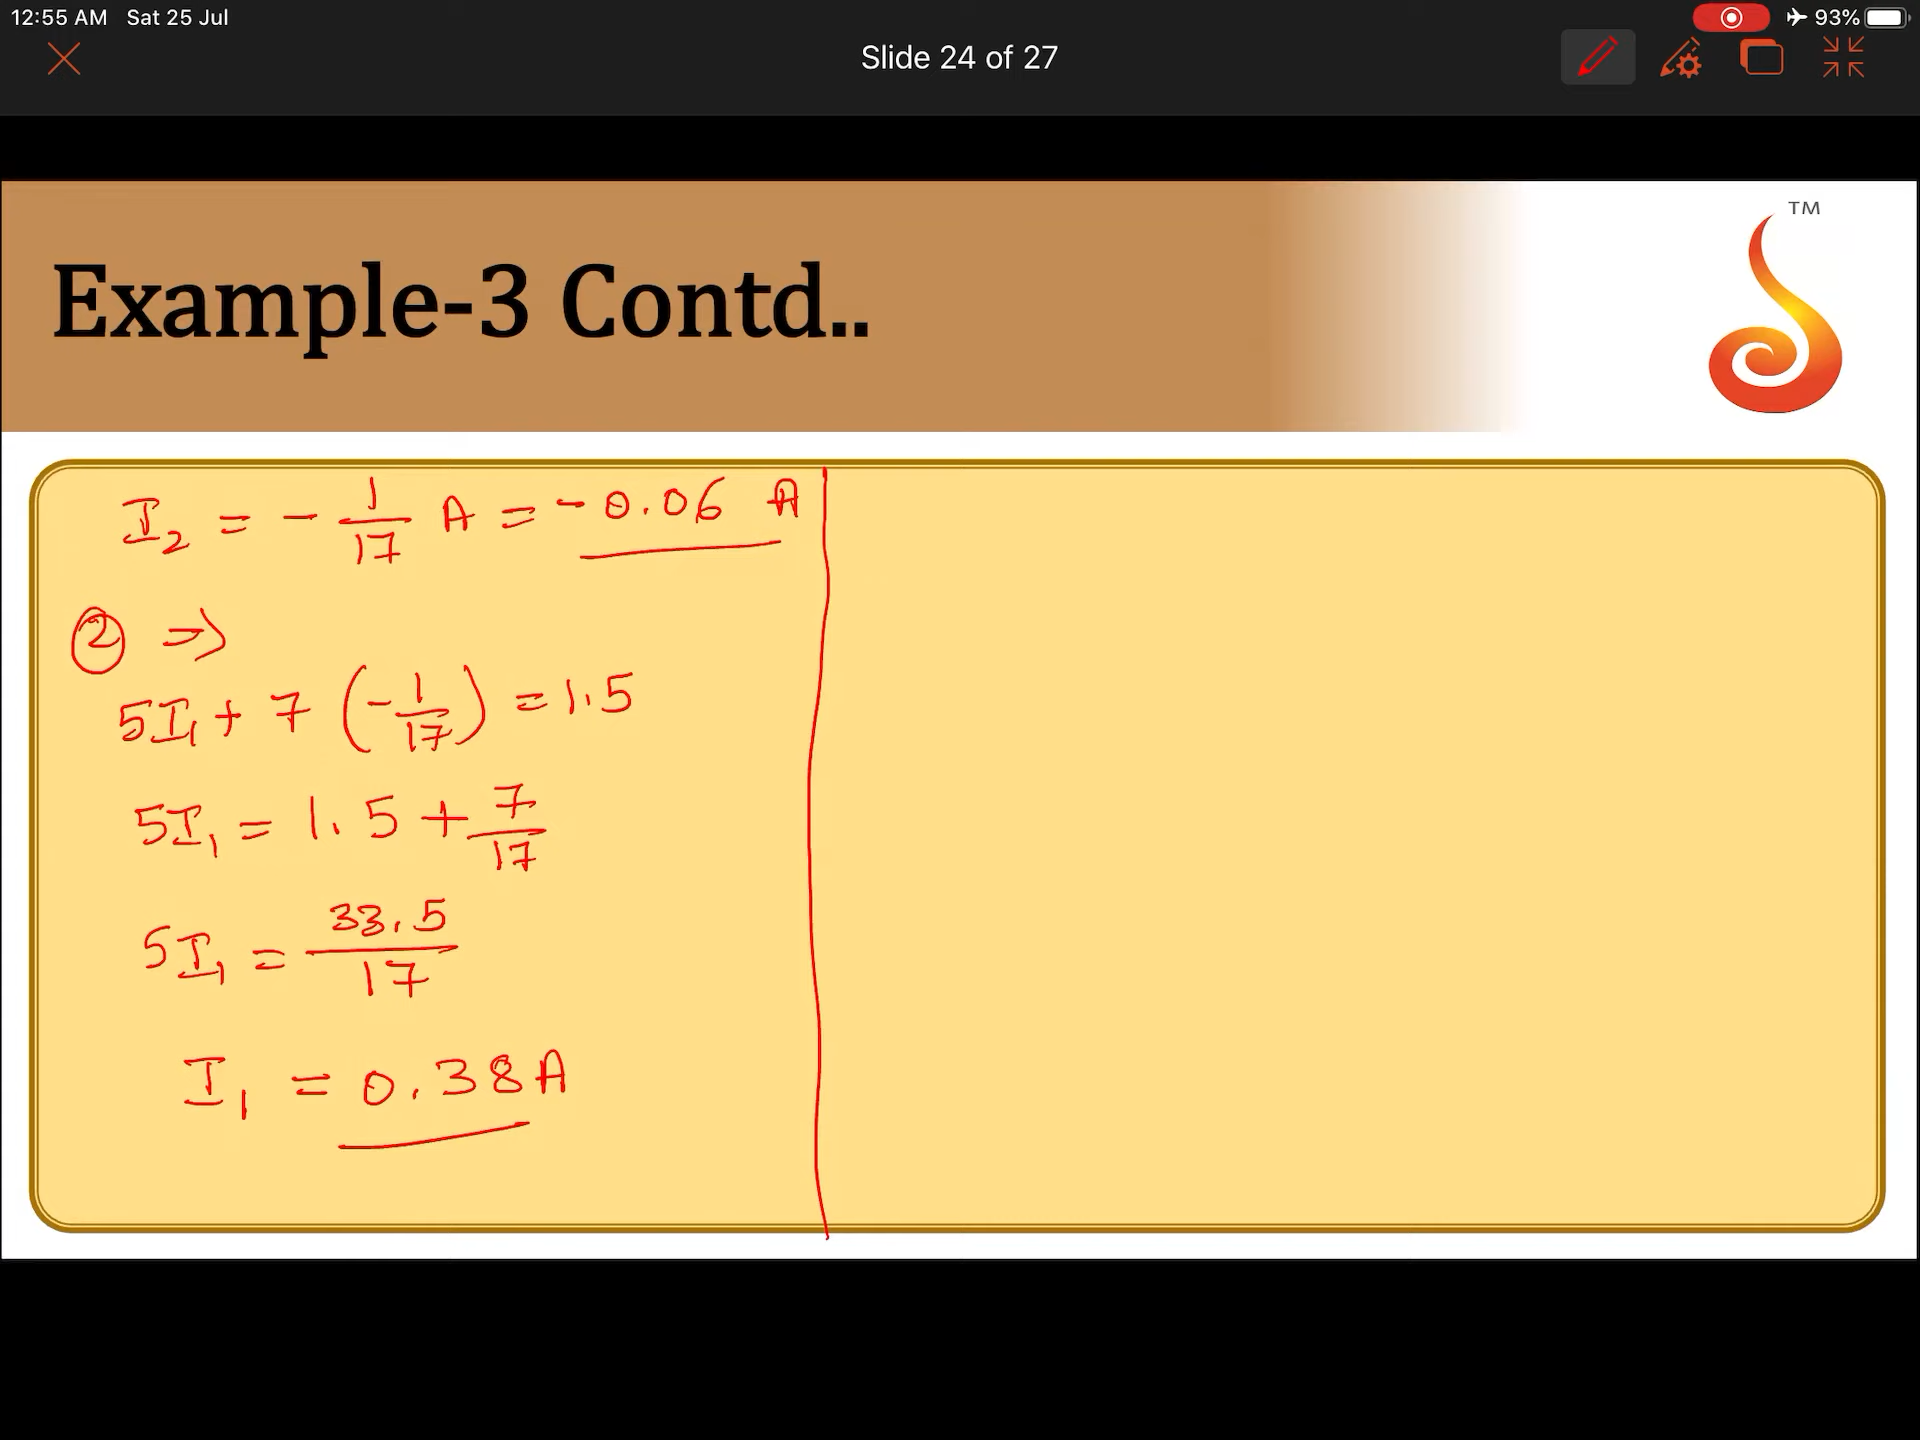 12:55 AM Sat 25 Jul
93%
Slide 24 of 27
TM
Example-3 Contd..
I₂ = - 1/17 A = -0.06 A
② ⇒
5I₁ + 7 (-1/17) = 1.5
5I₁ = 1.5 + 7/17
5I₁ = 33.5/17
I₁ = 0.38A